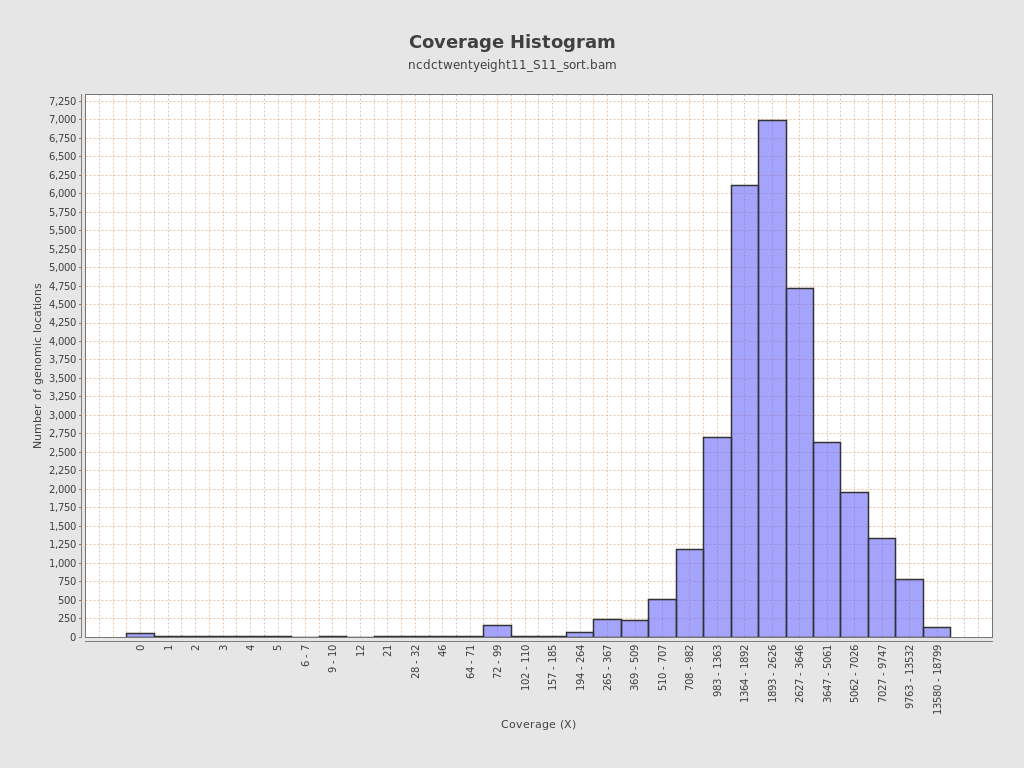 Coverage Histogram
ncdctwentyeight11_S11_sort.bam
Number of genomic locations
7,250
7,000
6,750
6,500
6,250
6,000
5,750
5,500
5,250
5,000
4,750
4,500
4,250
4,000
3,750
3,500
3,250
3,000
2,750
2,500
2,250
2,000
1,750
1,500
1,250
1,000
750
500
250
0
0
1
2
3
4
5
6 - 7
9 - 10
12
21
28 - 32
46
64 - 71
72 - 99
102 - 110
157 - 185
194 - 264
265 - 367
369 - 509
510 - 707
708 - 982
983 - 1363
1364 - 1892
1893 - 2626
2627 - 3646
3647 - 5061
5062 - 7026
7027 - 9747
9763 - 13532
13580 - 18799
Coverage (X)